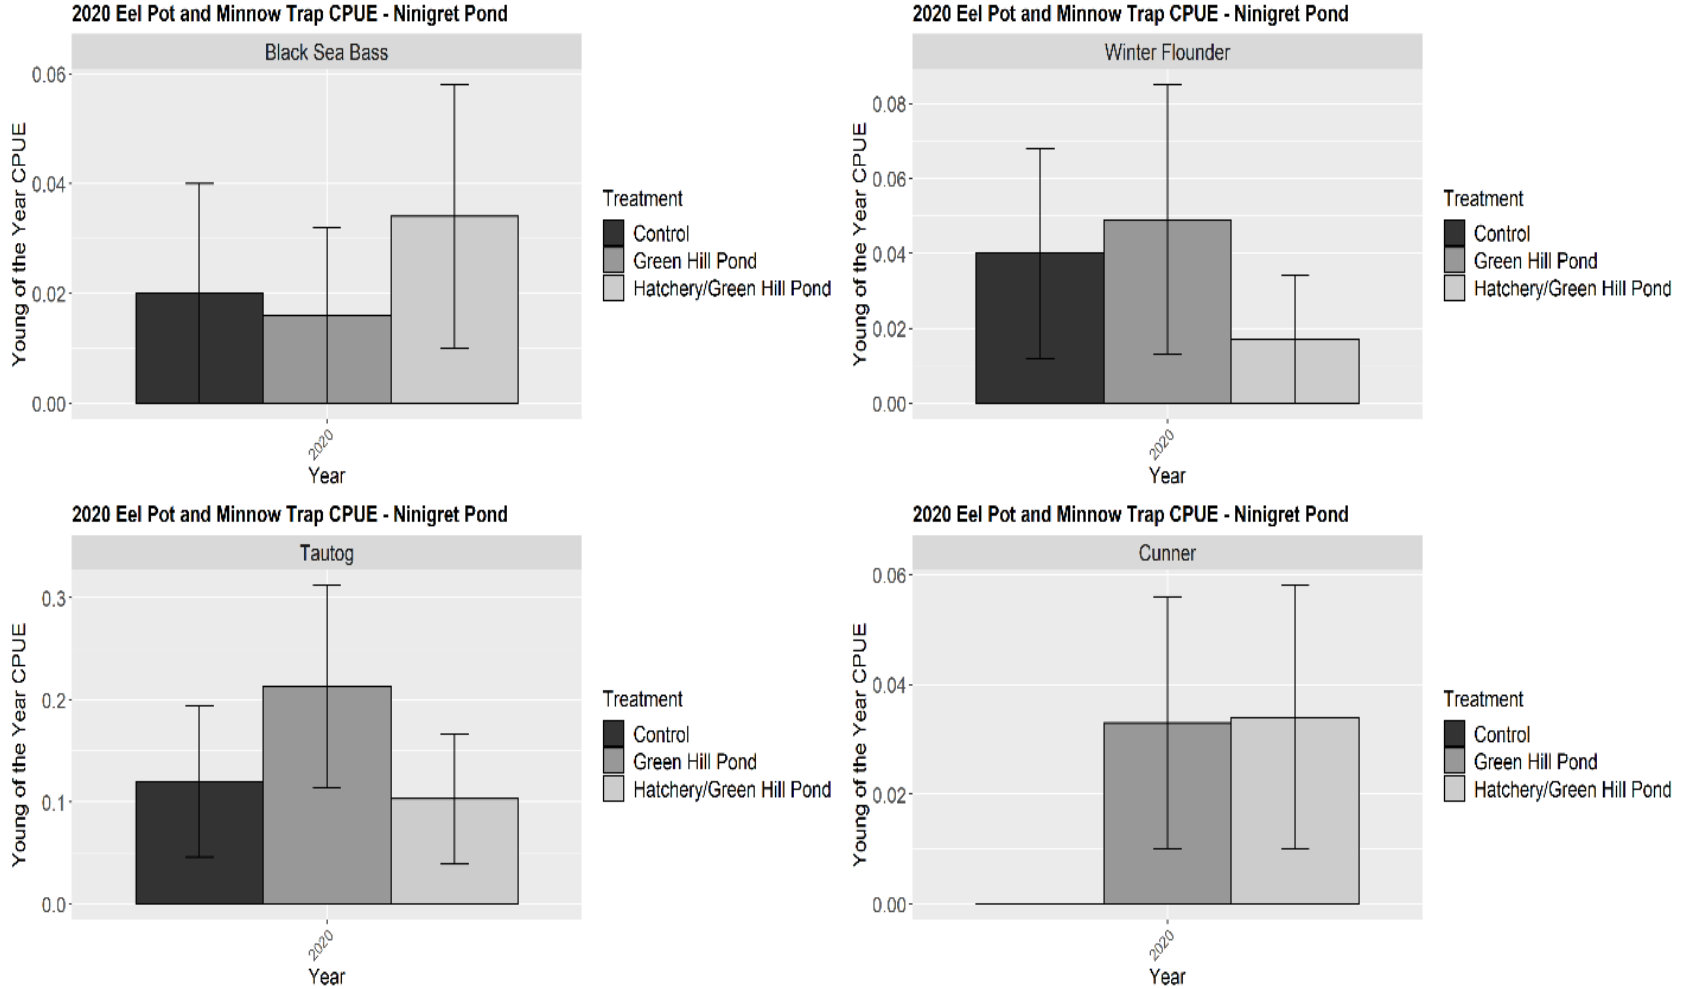 2020 Eel Pot and Minnow Trap CPUE - Ninigret Pond
Black Sea Bass
Young of the Year CPUE
0.06
0.04
0.02
0.00
2020
Year
Treatment
Control
Green Hill Pond
Hatchery/Green Hill Pond
2020 Eel Pot and Minnow Trap CPUE - Ninigret Pond
Winter Flounder
Young of the Year CPUE
0.08
0.06
0.04
0.02
0.00
2020
Year
Treatment
Control
Green Hill Pond
Hatchery/Green Hill Pond
2020 Eel Pot and Minnow Trap CPUE - Ninigret Pond
Tautog
Young of the Year CPUE
0.3
0.2
0.1
0.0
2020
Year
Treatment
Control
Green Hill Pond
Hatchery/Green Hill Pond
2020 Eel Pot and Minnow Trap CPUE - Ninigret Pond
Cunner
Young of the Year CPUE
0.06
0.04
0.02
0.00
2020
Year
Treatment
Control
Green Hill Pond
Hatchery/Green Hill Pond